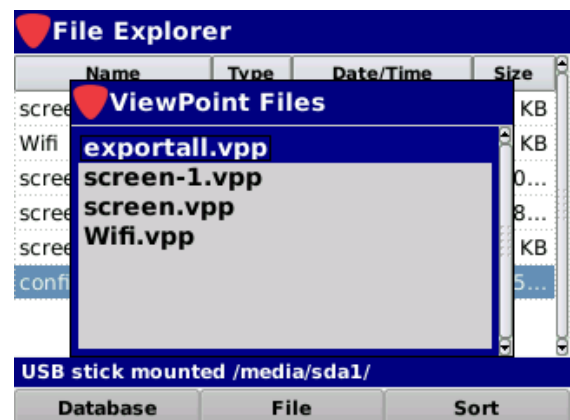 File Explorer
Name Type Date/Time Size
ViewPoint Files
KB
Wifi KB
exportall.vpp
screen-1.vpp
screen.vpp
Wifi.vpp
KB
USB stick mounted /media/sda1/
Database File Sort